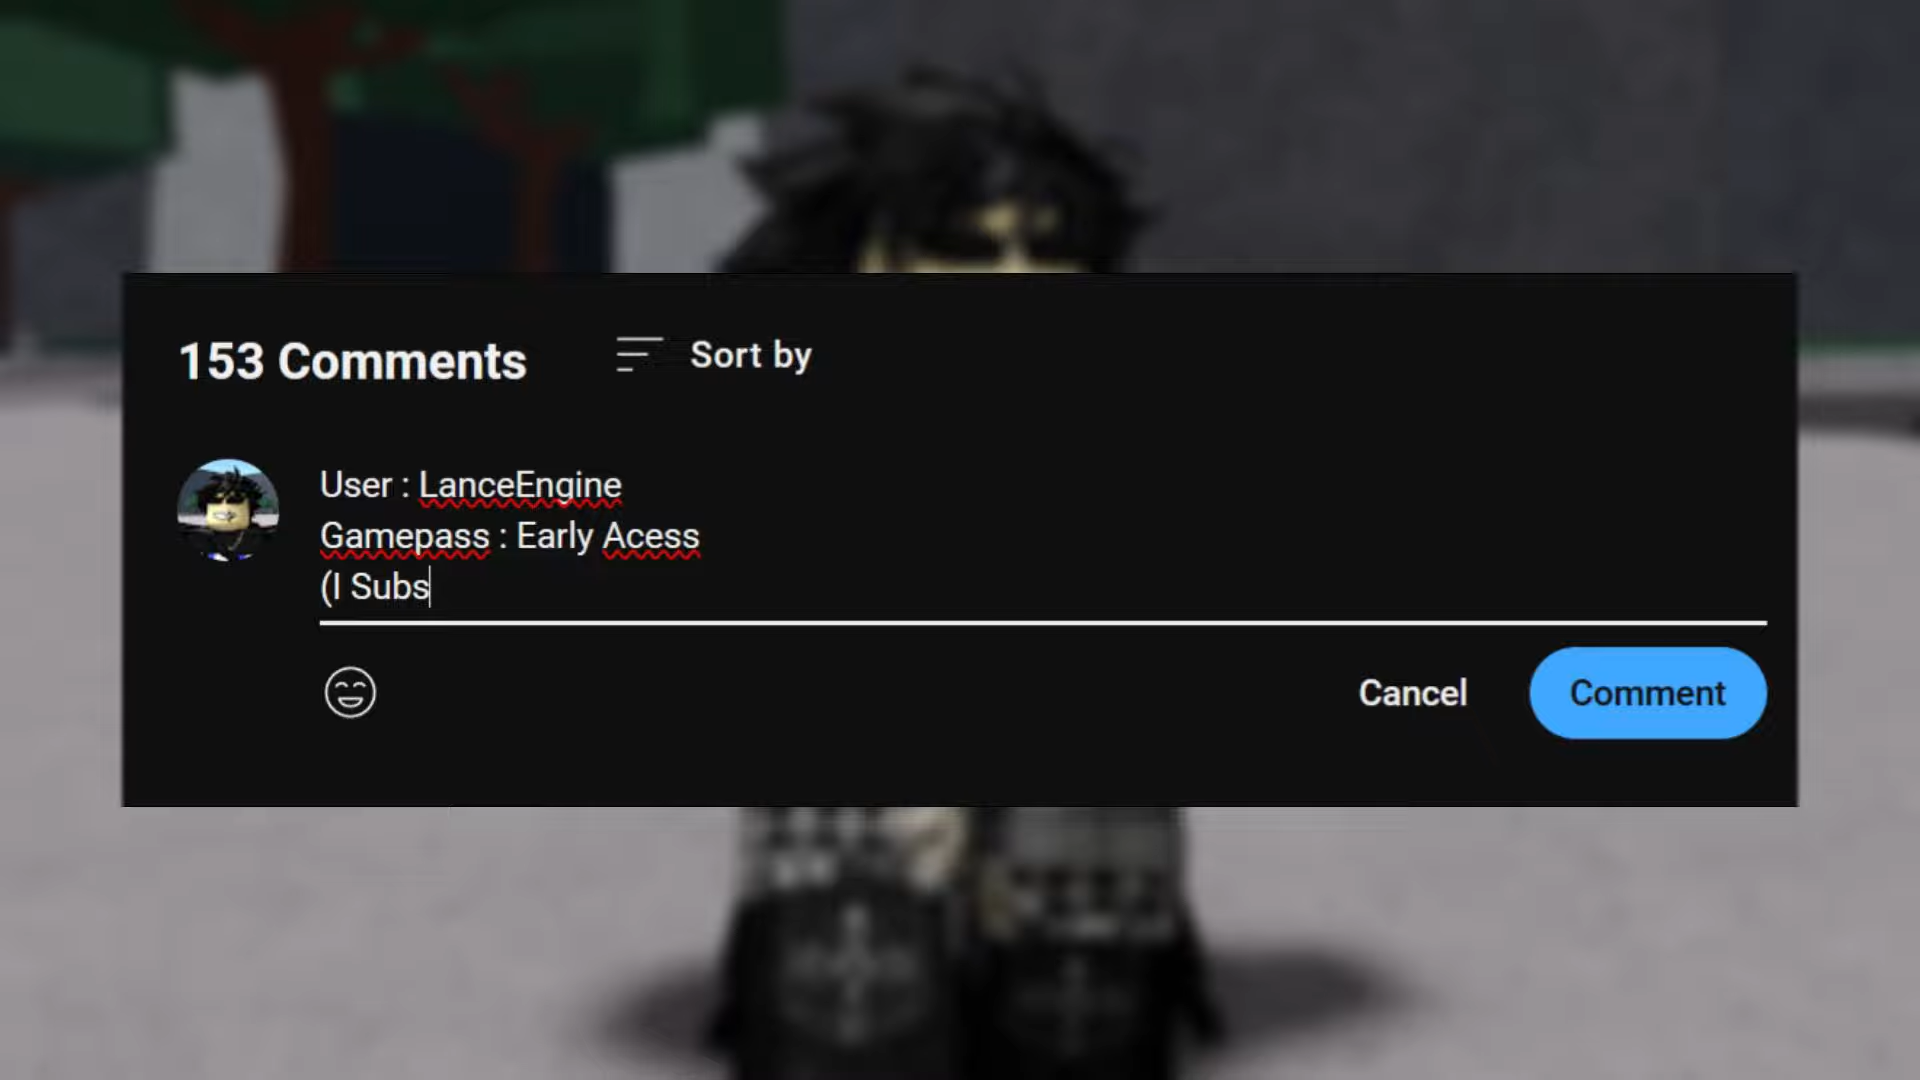 153 Comments
Sort by
User : LanceEngine
Gamepass : Early Acess
(I Subs
Cancel
Comment